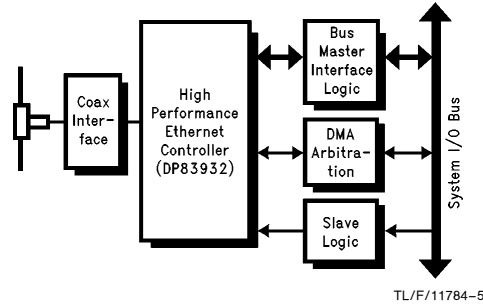 Coax
Inter-
face
High
Performance
Ethernet
Controller
(DP83932)
Bus
Master
Interface
Logic
DMA
Arbitra-
tion
Slave
Logic
System I/O Bus
TL/F/11784-5